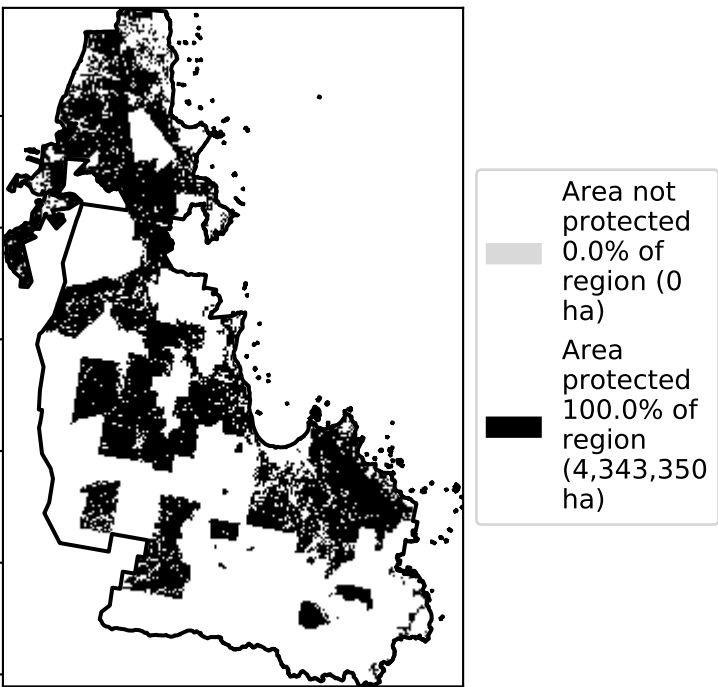 Area not
protected
0.0% of
region (0
ha)
Area
protected
100.0% of
region
(4,343,350
ha)